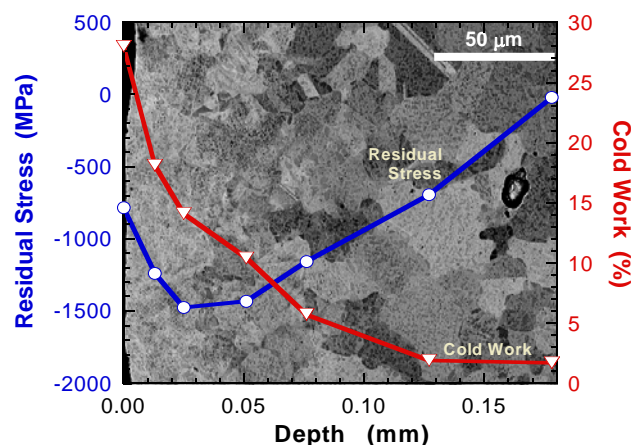 500
0
-500
-1000
-1500
-2000
Residual Stress (MPa)
50 µm
Residual
Stress
Cold Work
30
25
20
15
10
5
0
Cold Work (%)
0.00
0.05
0.10
0.15
Depth (mm)